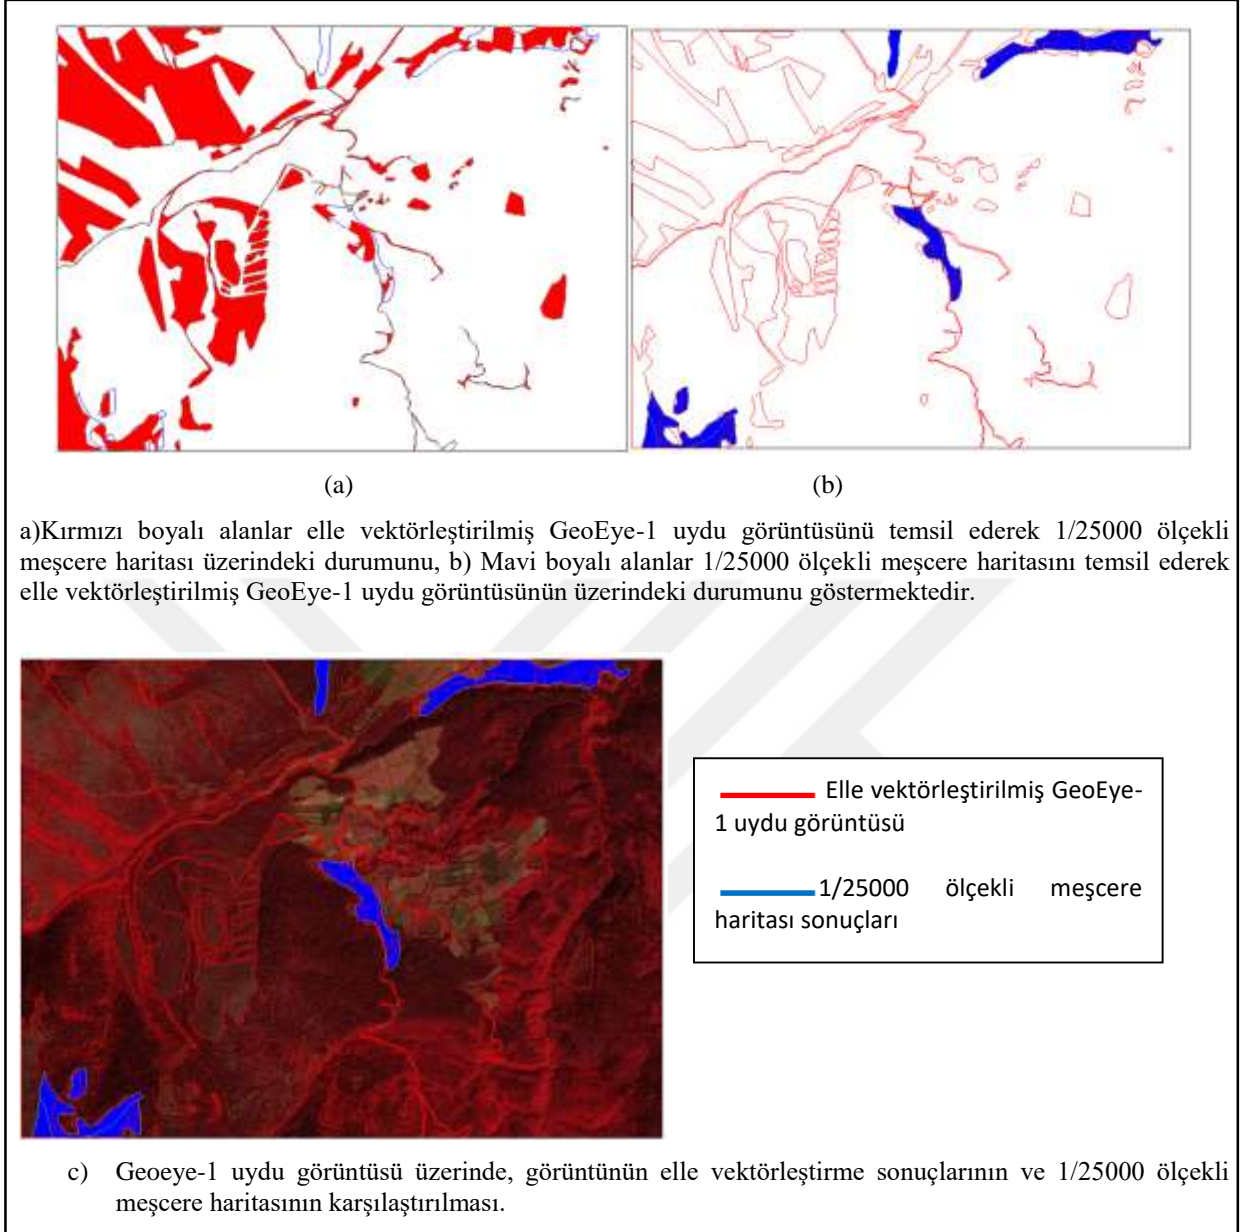 (a)
(b)
a)Kırmızı boyalı alanlar elle vektörleştirilmiş GeoEye-1 uydu görüntüsünü temsil ederek 1/25000 ölçekli
meşcere haritası üzerindeki durumunu, b) Mavi boyalı alanlar 1/25000 ölçekli meşcere haritasını temsil ederek
elle vektörleştirilmiş GeoEye-1 uydu görüntüsünün üzerindeki durumunu göstermektedir.
Elle vektörleştirilmiş GeoEye-
1 uydu görüntüsü
1/25000 ölçekli meşcere
haritası sonuçları
c) Geoeye-1 uydu görüntüsü üzerinde, görüntünün elle vektörleştirme sonuçlarının ve 1/25000 ölçekli
meşcere haritasının karşılaştırılması.